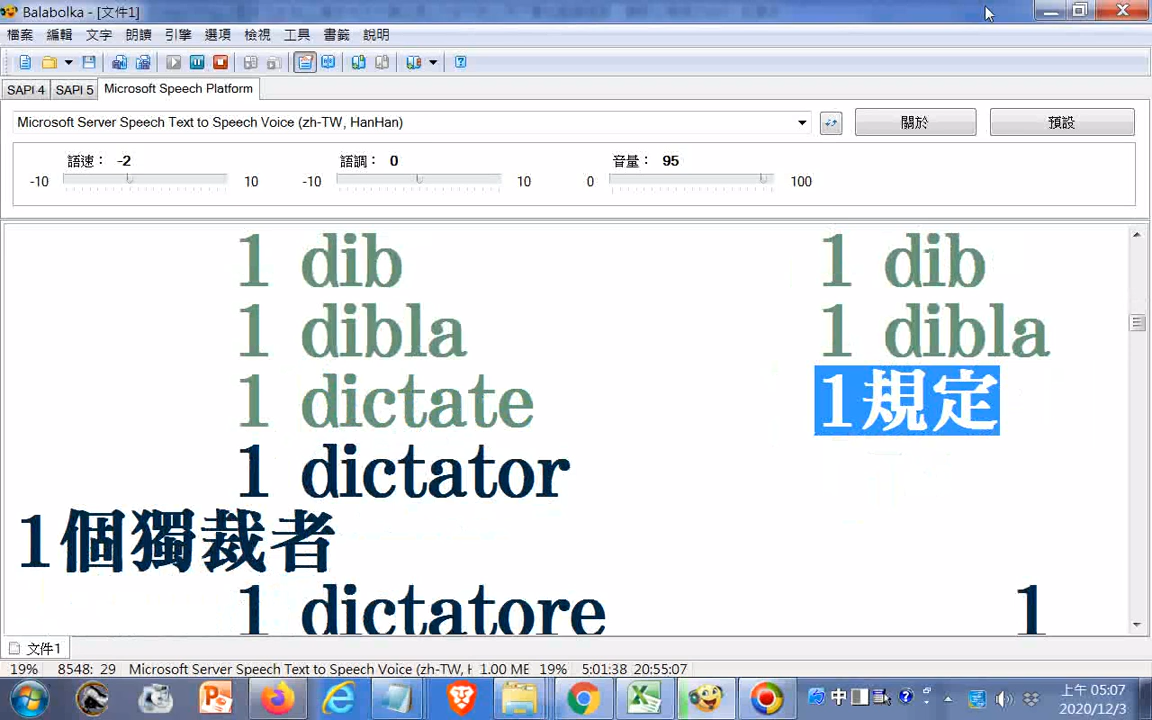 Balabolka - [文件1]
檔案 編輯 文字 朗讀 引擎 選項 檢視 工具 書籤 說明
SAPI 4 SAPI 5 Microsoft Speech Platform
Microsoft Server Speech Text to Speech Voice (zh-TW, HanHan) 關於 預設
語速： -2 語調： 0 音量： 95
-10 10 -10 10 0 100
1 dib 1 dib
1 dibla 1 dibla
1 dictate 1規定
1 dictator
1個獨裁者
1 dictatore 1
文件1
19% 8548: 29 Microsoft Server Speech Text to Speech Voice (zh-TW, H 1.00 ME 19% 5:01:38 20:55:07
中 上午 05:07
2020/12/3